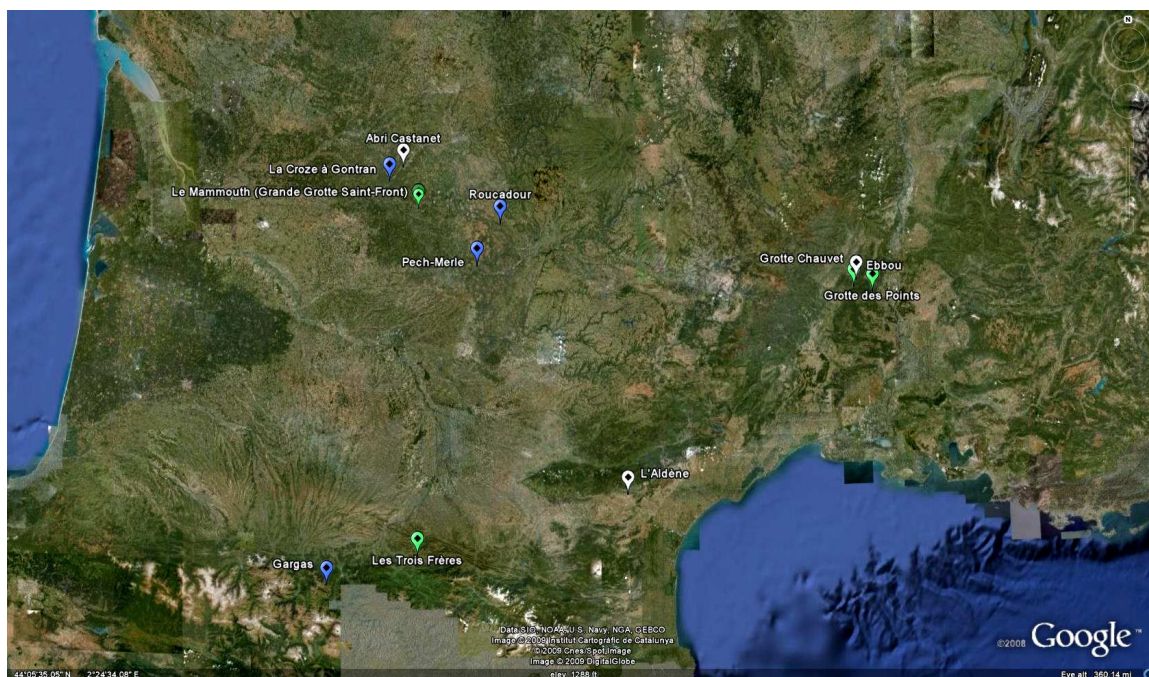 N
Abri Castanet
La Croze à Gontran
Le Mammouth (Grande Grotte Saint-Front)
Roucadour
Pech-Merle
Grotte Chauvet
Ebbou
Grotte des Points
L'Aldène
Les Trois Frères
Gargas
Data SIO, NOAA, U.S. Navy, NGA, GEBCO
Image © 2009 Institut Cartogràfic de Catalunya
© 2009 Cnes/Spot Image
Image © 2009 DigitalGlobe
©2008 Google™
44°05'35.05" N 2°24'34.08" E
elev 1288 ft
Eye alt 360.14 mi